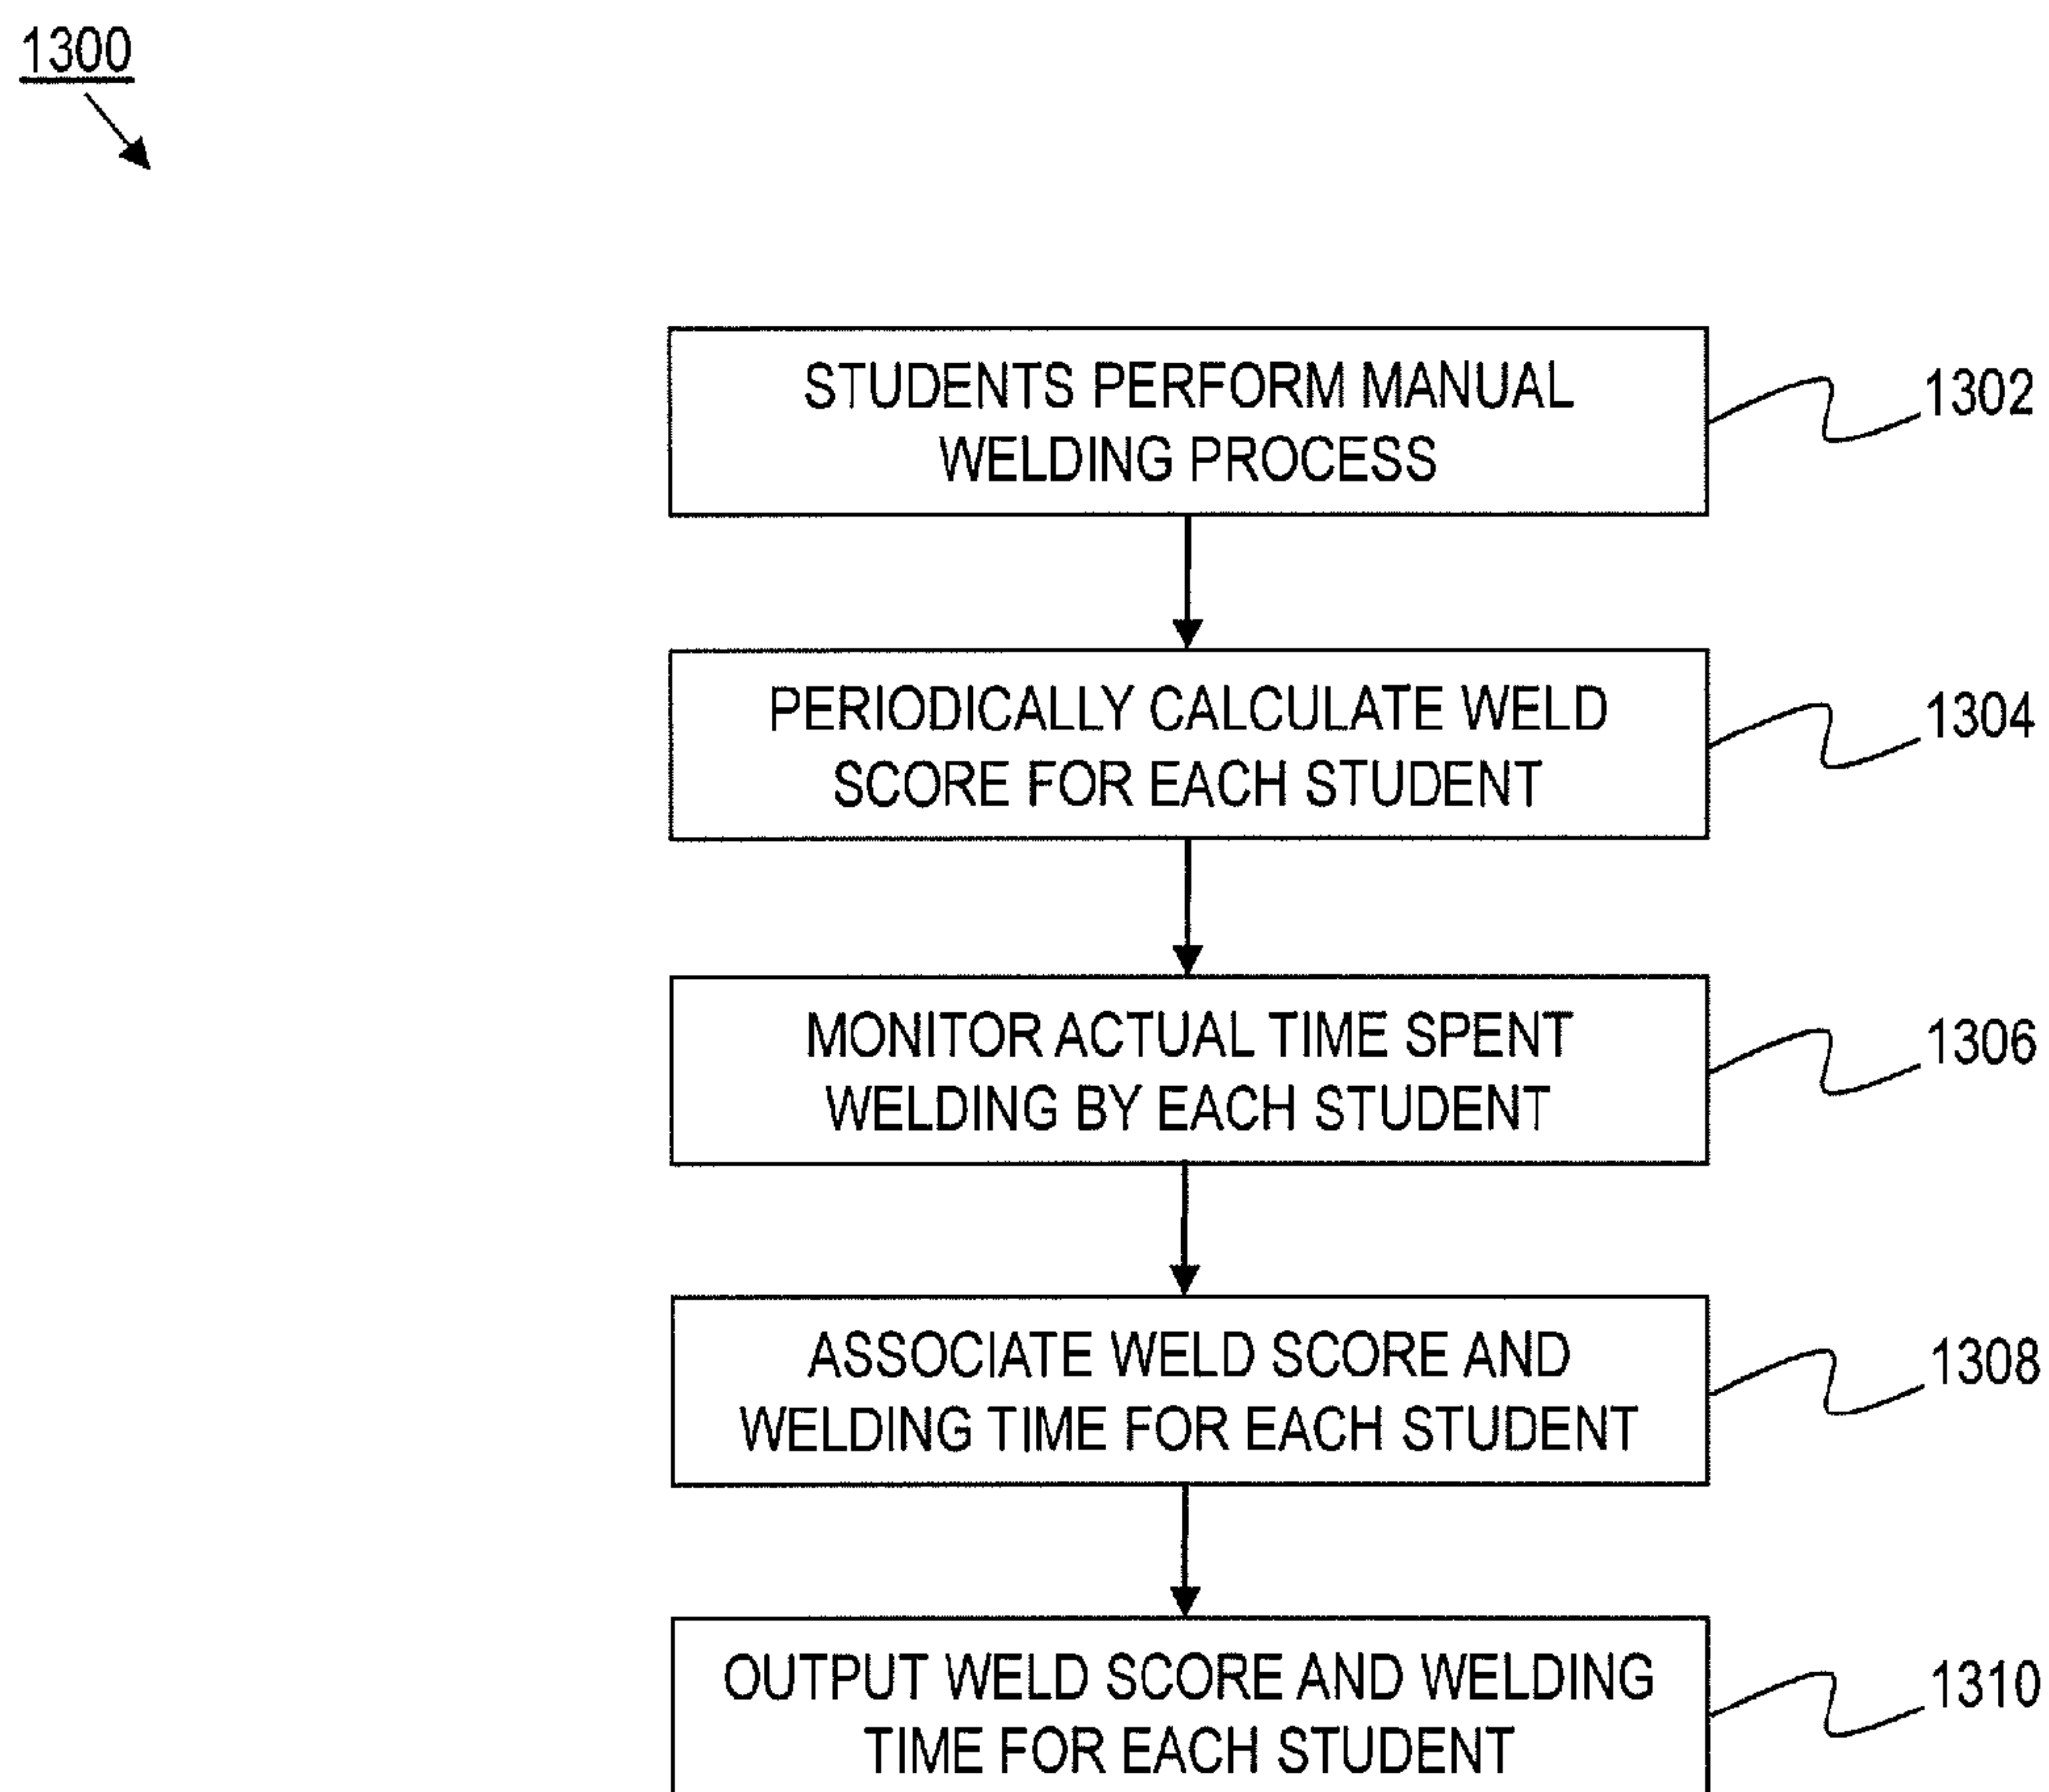 1300
STUDENTS PERFORM MANUAL
WELDING PROCESS
1302
PERIODICALLY CALCULATE WELD
SCORE FOR EACH STUDENT
1304
MONITOR ACTUAL TIME SPENT
WELDING BY EACH STUDENT
1306
ASSOCIATE WELD SCORE AND
WELDING TIME FOR EACH STUDENT
1308
OUTPUT WELD SCORE AND WELDING
TIME FOR EACH STUDENT
1310